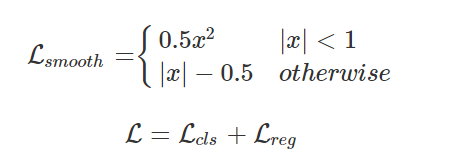 ℒ_smooth = { 0.5x² |x| < 1
|x| − 0.5 otherwise
ℒ = ℒ_cls + ℒ_reg